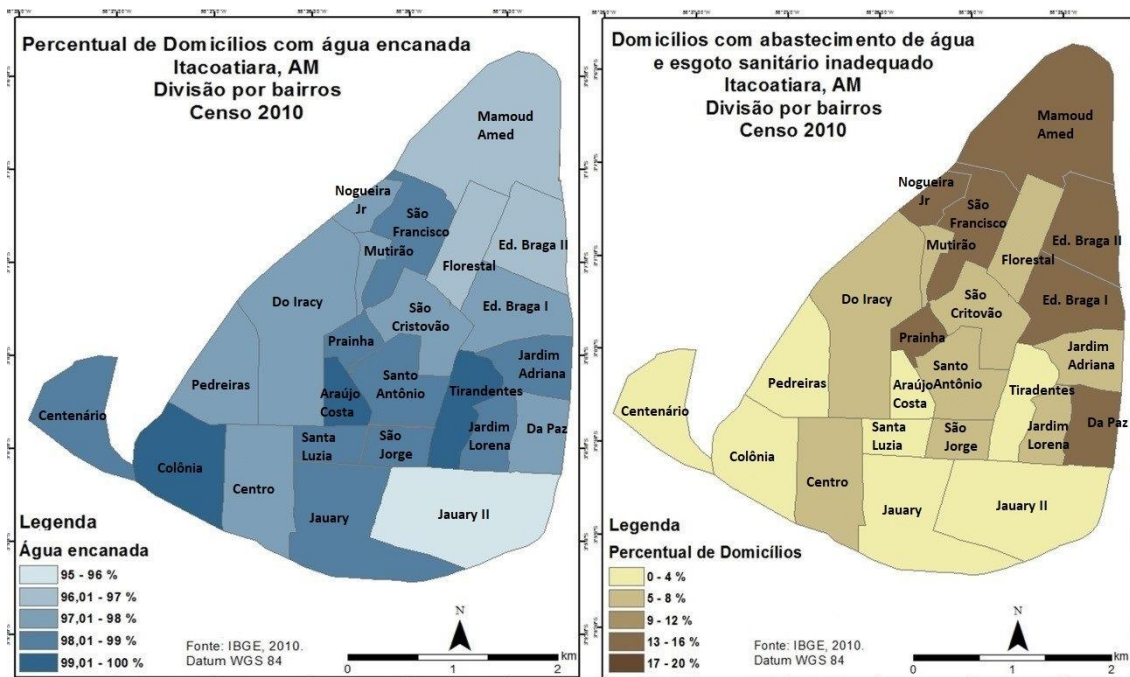 Percentual de Domicílios com água encanada
Itacoatiara, AM
Divisão por bairros
Censo 2010
Mamoud
Amed
Nogueira
Jr
São
Francisco
Mutirão
Ed. Braga II
Florestal
Do Iracy
São
Cristovão
Ed. Braga I
Prainha
Jardim
Adriana
Pedreiras
Araújo
Costa
Santo
Antônio
Tirandentes
Centenário
Jardim
Lorena
Da Paz
Santa
Luzia
São
Jorge
Colônia
Centro
Jauary
Jauary II
Legenda
Água encanada
95 - 96 %
96,01 - 97 %
97,01 - 98 %
98,01 - 99 %
99,01 - 100 %
Fonte: IBGE, 2010.
Datum WGS 84
N
km
0 1 2
Domicílios com abastecimento de água
e esgoto sanitário inadequado
Itacoatiara, AM
Divisão por bairros
Censo 2010
Mamoud
Amed
Nogueira
Jr
São
Francisco
Mutirão
Ed. Braga II
Florestal
Do Iracy
São
Critovão
Ed. Braga I
Prainha
Jardim
Adriana
Pedreiras
Araújo
Costa
Santo
Antônio
Tiradentes
Centenário
Jardim
Lorena
Da Paz
Santa
Luzia
São
Jorge
Colônia
Centro
Jauary
Jauary II
Legenda
Percentual de Domicílios
0 - 4 %
5 - 8 %
9 - 12 %
13 - 16 %
17 - 20 %
Fonte: IBGE, 2010.
Datum WGS 84
N
km
0 1 2